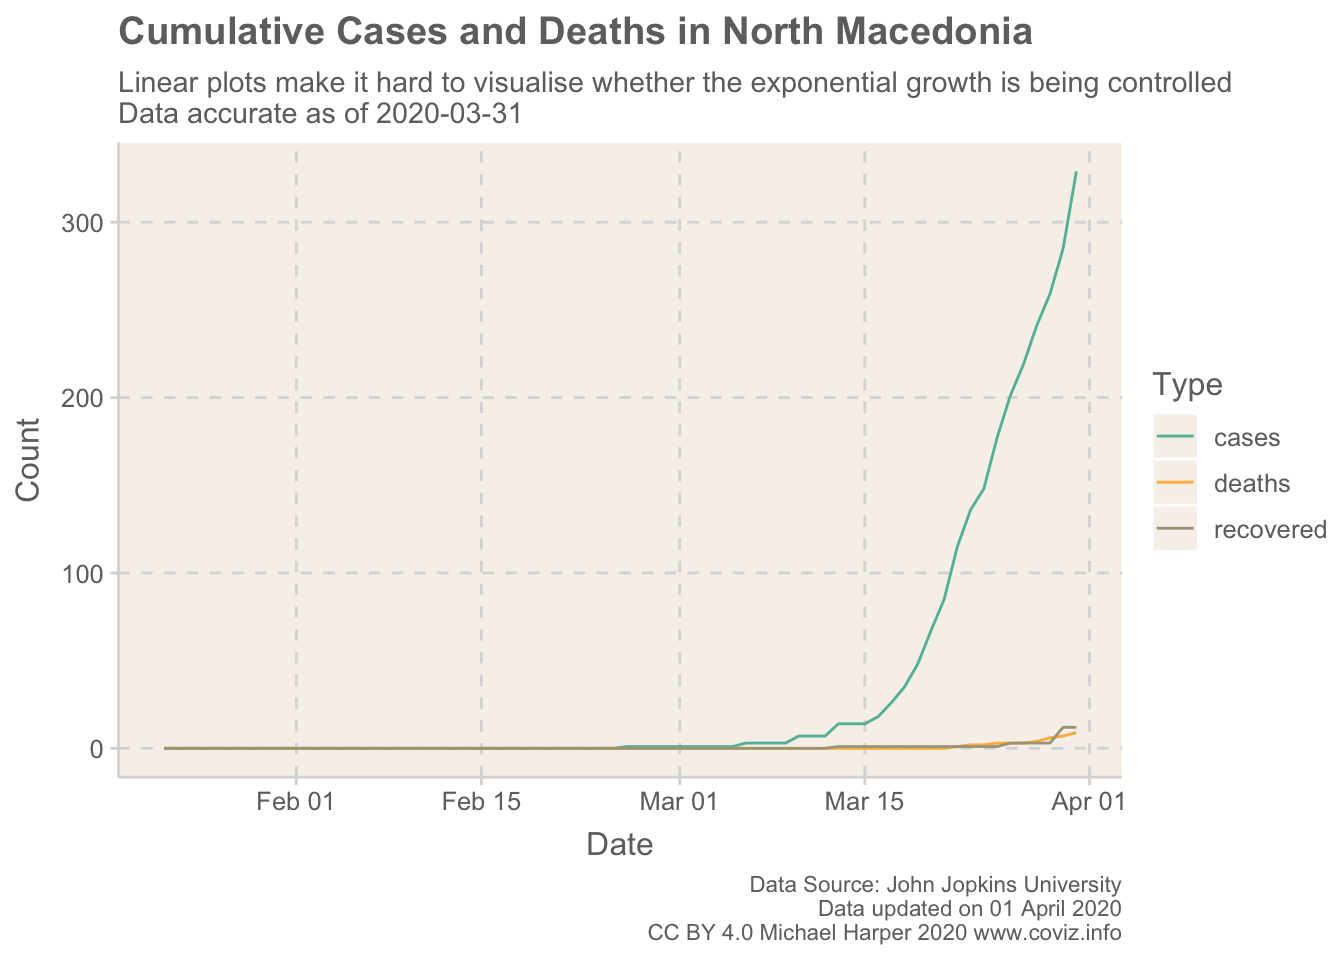 Cumulative Cases and Deaths in North Macedonia
Linear plots make it hard to visualise whether the exponential growth is being controlled
Data accurate as of 2020-03-31
300
200
100
0
Count
Feb 01
Feb 15
Mar 01
Mar 15
Apr 01
Date
Type
cases
deaths
recovered
Data Source: John Jopkins University
Data updated on 01 April 2020
CC BY 4.0 Michael Harper 2020 www.coviz.info